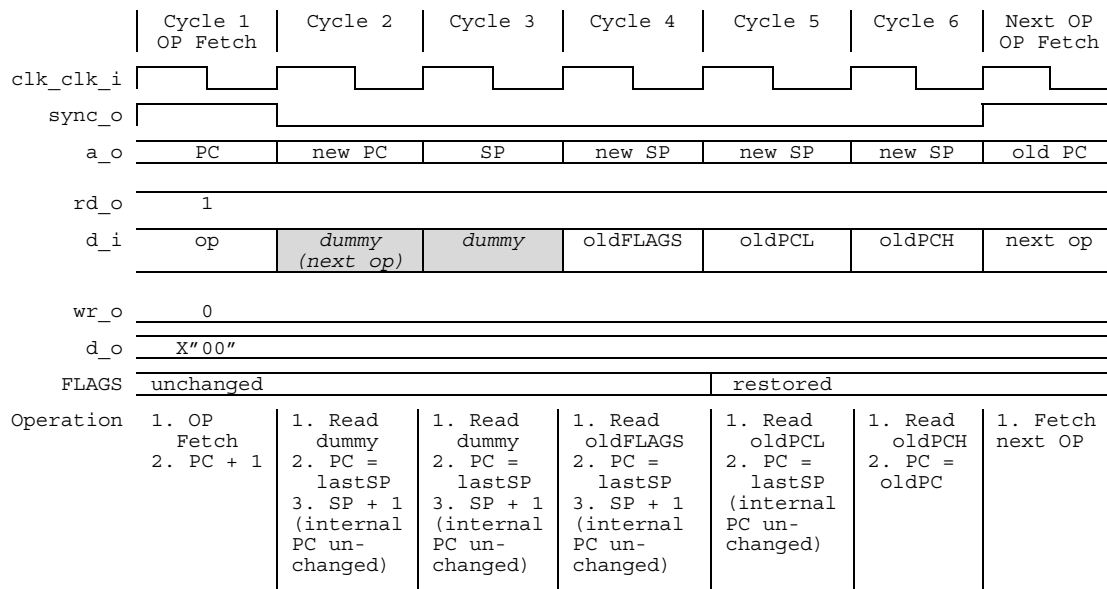 Cycle 1 Cycle 2 Cycle 3 Cycle 4 Cycle 5 Cycle 6 Next OP
OP Fetch OP Fetch
clk_clk_i
sync_o
a_o PC new PC SP new SP new SP new SP old PC
rd_o 1
d_i op dummy dummy oldFLAGS oldPCL oldPCH next op
(next op)
wr_o 0
d_o X"00"
FLAGS unchanged restored
Operation 1. OP 1. Read 1. Read 1. Read 1. Read 1. Read 1. Fetch
Fetch dummy dummy oldFLAGS oldPCL oldPCH next OP
2. PC + 1 2. PC = 2. PC = 2. PC = 2. PC = 2. PC =
lastSP lastSP lastSP lastSP oldPC
3. SP + 1 3. SP + 1 3. SP + 1 (internal
(internal (internal (internal PC un-
PC un- PC un- PC un- changed)
changed) changed) changed)